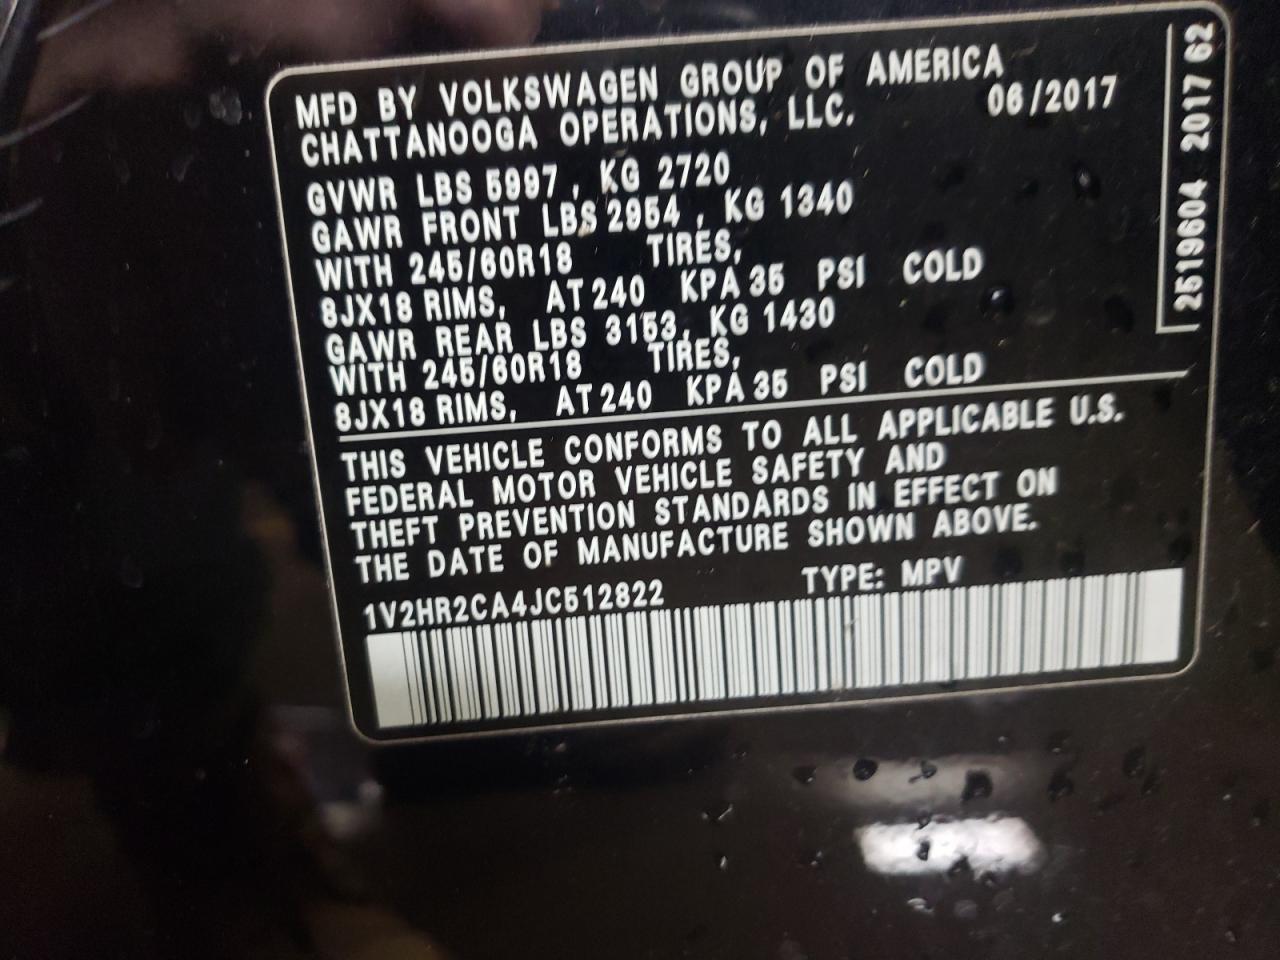 MFD BY VOLKSWAGEN GROUP OF AMERICA
CHATTANOOGA OPERATIONS, LLC. 06/2017
GVWR LBS 5997 , KG 2720
GAWR FRONT LBS 2954 , KG 1340
WITH 245/60R18 TIRES,
8JX18 RIMS, AT 240 KPA 35 PSI COLD
GAWR REAR LBS 3153, KG 1430
WITH 245/60R18 TIRES,
8JX18 RIMS, AT 240 KPA 35 PSI COLD
THIS VEHICLE CONFORMS TO ALL APPLICABLE U.S.
FEDERAL MOTOR VEHICLE SAFETY AND
THEFT PREVENTION STANDARDS IN EFFECT ON
THE DATE OF MANUFACTURE SHOWN ABOVE.
1V2HR2CA4JC512822 TYPE: MPV
2519604 2017 62